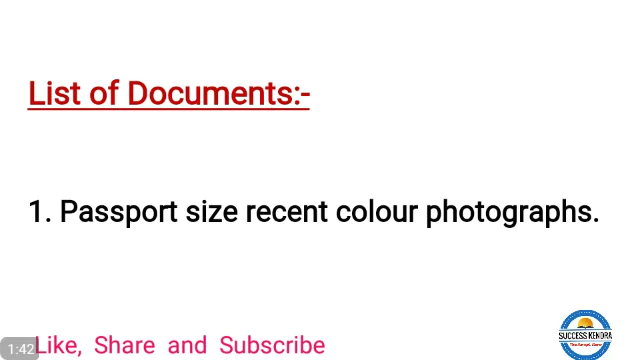 List of Documents:-
1. Passport size recent colour photographs.
Like, Share and Subscribe
1:42
SUCCESS KENDRA